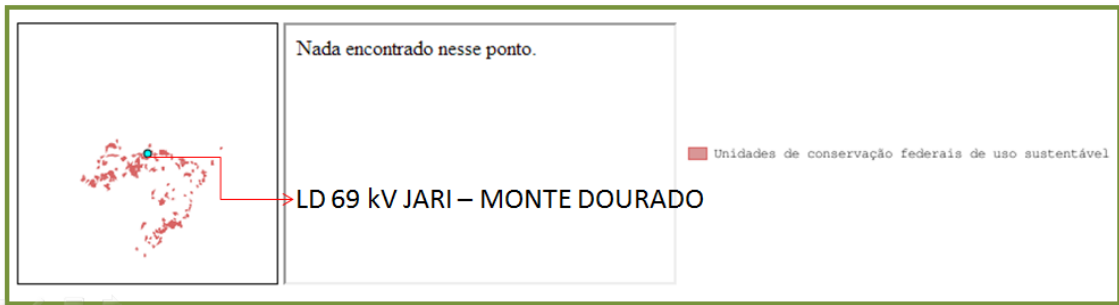 Nada encontrado nesse ponto.
Unidades de conservação federais de uso sustentável
LD 69 kV JARI – MONTE DOURADO